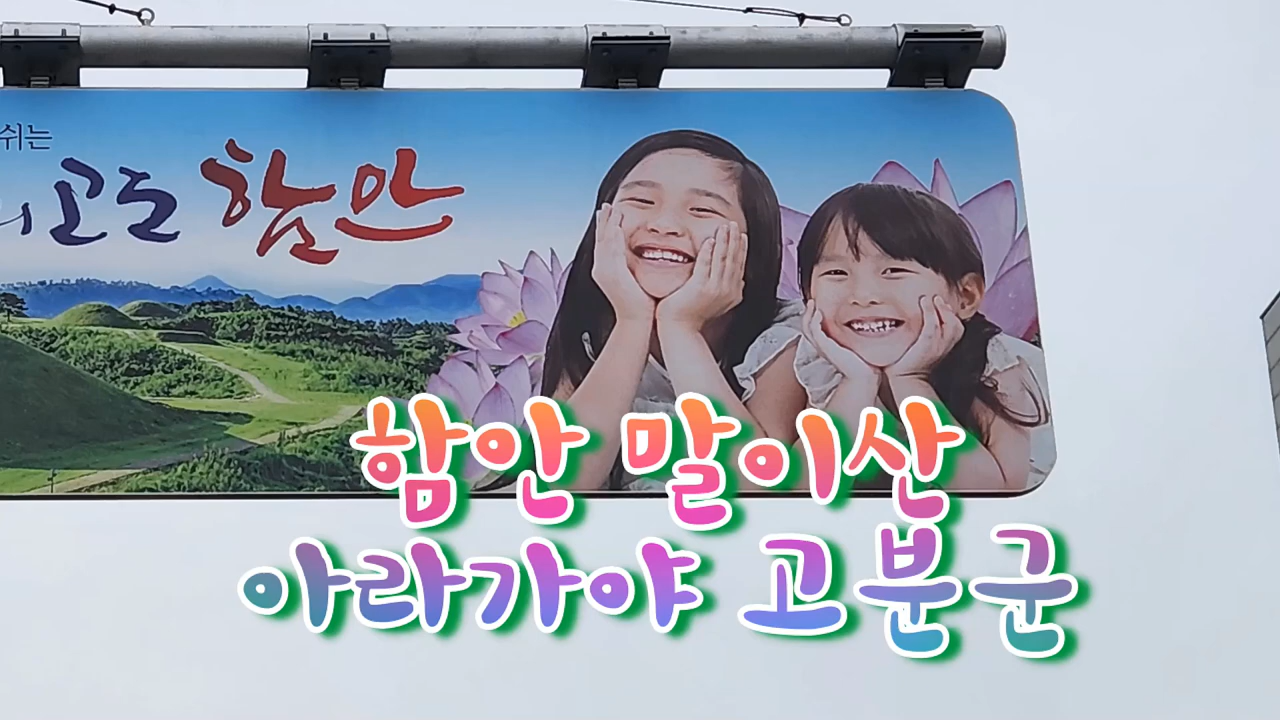 쉬는
고도 함안
함안 말이산
아라가야 고분군